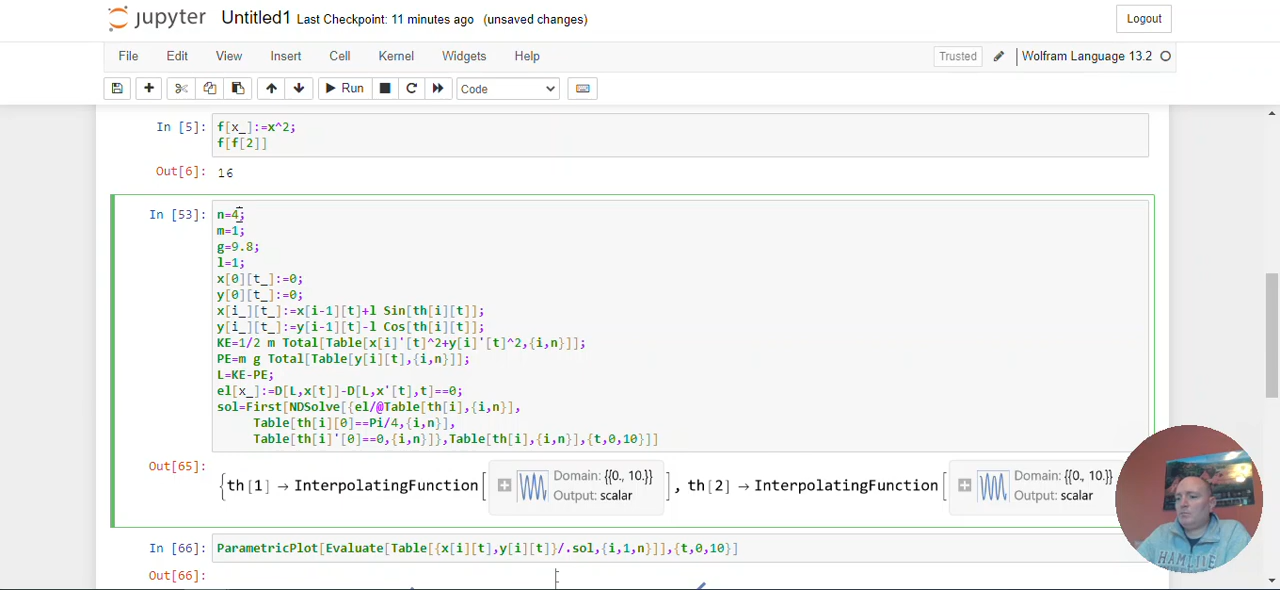 jupyter Untitled1 Last Checkpoint: 11 minutes ago (unsaved changes)
Logout
File Edit View Insert Cell Kernel Widgets Help
Trusted Wolfram Language 13.2
Run Code
In [5]: f[x_]:=x^2;
f[f[2]]
Out[6]: 16
In [53]: n=4;
m=1;
g=9.8;
l=1;
x[0][t_]:=0;
y[0][t_]:=0;
x[i_][t_]:=x[i-1][t]+l Sin[th[i][t]];
y[i_][t_]:=y[i-1][t]-l Cos[th[i][t]];
KE=1/2 m Total[Table[x[i]'[t]^2+y[i]'[t]^2,{i,n}]];
PE=m g Total[Table[y[i][t],{i,n}]];
L=KE-PE;
el[x_]:=D[L,x[t]]-D[L,x'[t],t]==0;
sol=First[NDSolve[{el/@Table[th[i],{i,n}],
Table[th[i][0]==Pi/4,{i,n}],
Table[th[i]'[0]==0,{i,n}]},Table[th[i],{i,n}],{t,0,10}]]
Out[65]: {th[1] → InterpolatingFunction[ Domain: {{0., 10.}} Output: scalar ], th[2] → InterpolatingFunction[ Domain: {{0., 10.}} Output: scalar
In [66]: ParametricPlot[Evaluate[Table[{x[i][t],y[i][t]}/.sol,{i,1,n}]],{t,0,10}]
Out[66]:
HAMLINE